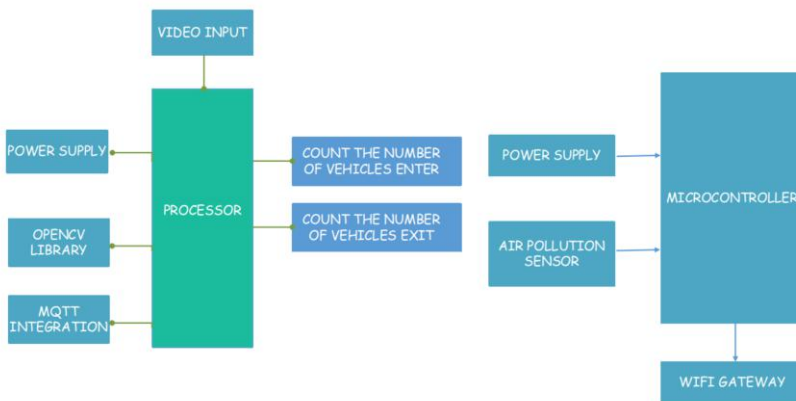 VIDEO INPUT
POWER SUPPLY
OPENCV
LIBRARY
MQTT
INTEGRATION
PROCESSOR
COUNT THE NUMBER
OF VEHICLES ENTER
COUNT THE NUMBER
OF VEHICLES EXIT
POWER SUPPLY
AIR POLLUTION
SENSOR
MICROCONTROLLER
WIFI GATEWAY